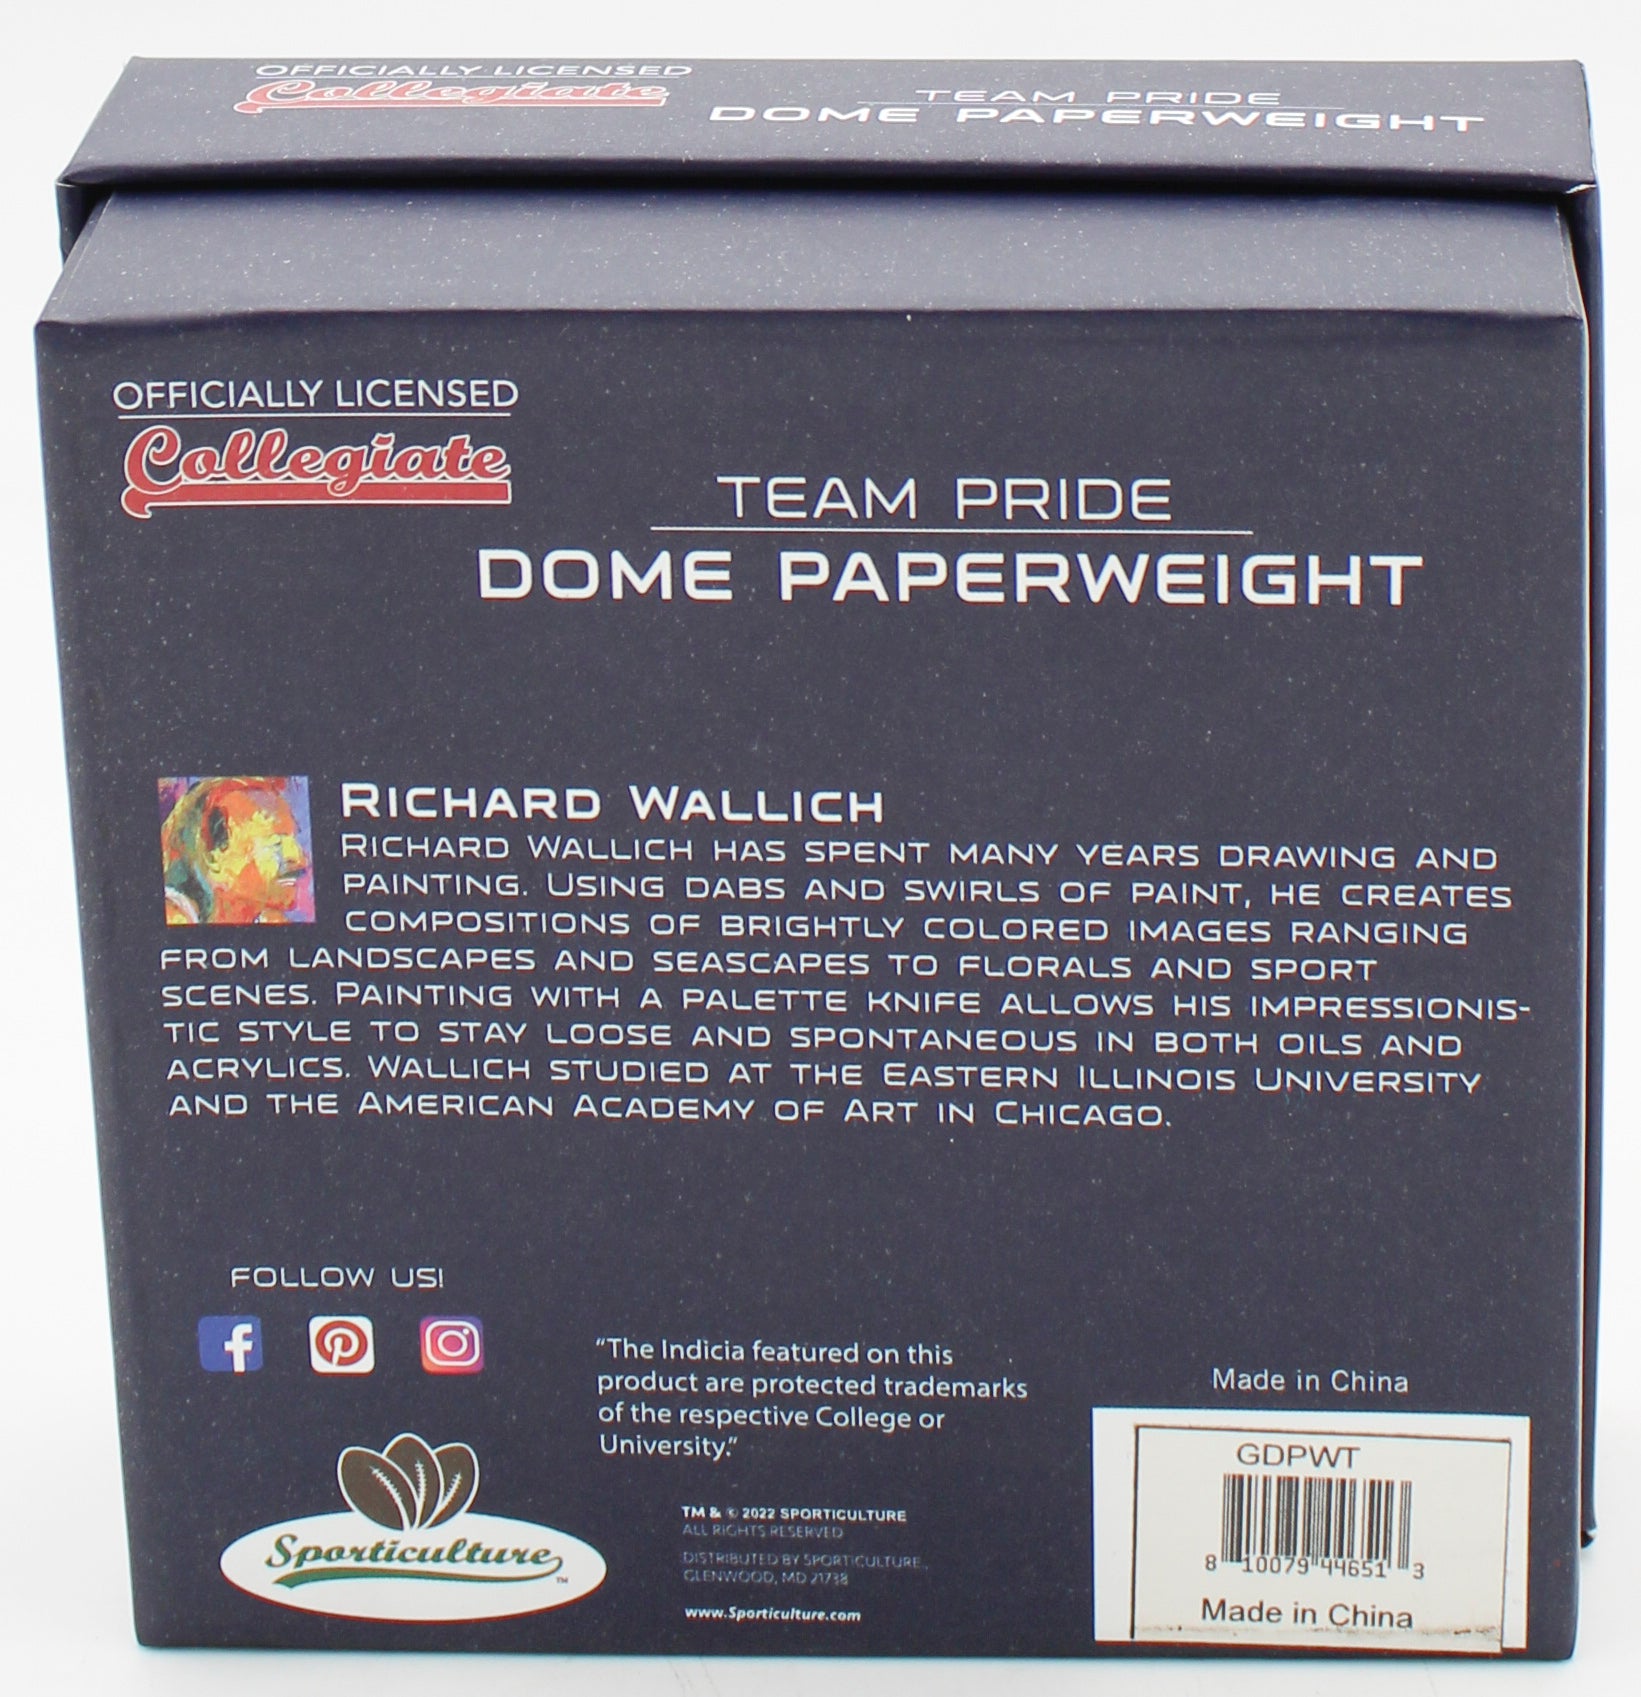 OFFICIALLY LICENSED
Collegiate
TEAM PRIDE
DOME PAPERWEIGHT
OFFICIALLY LICENSED
Collegiate
TEAM PRIDE
DOME PAPERWEIGHT
RICHARD WALLICH
RICHARD WALLICH HAS SPENT MANY YEARS DRAWING AND
PAINTING. USING DABS AND SWIRLS OF PAINT, HE CREATES
COMPOSITIONS OF BRIGHTLY COLORED IMAGES RANGING
FROM LANDSCAPES AND SEASCAPES TO FLORALS AND SPORT
SCENES. PAINTING WITH A PALETTE KNIFE ALLOWS HIS IMPRESSIONIS-
TIC STYLE TO STAY LOOSE AND SPONTANEOUS IN BOTH OILS AND
ACRYLICS. WALLICH STUDIED AT THE EASTERN ILLINOIS UNIVERSITY
AND THE AMERICAN ACADEMY OF ART IN CHICAGO.
FOLLOW US!
"The Indicia featured on this
product are protected trademarks
of the respective College or
University."
Sporticulture™
TM & © 2022 SPORTICULTURE
ALL RIGHTS RESERVED
DISTRIBUTED BY SPORTICULTURE,
GLENWOOD, MD 21738
www.Sporticulture.com
Made in China
GDPWT
8 10079 44651 3
Made in China